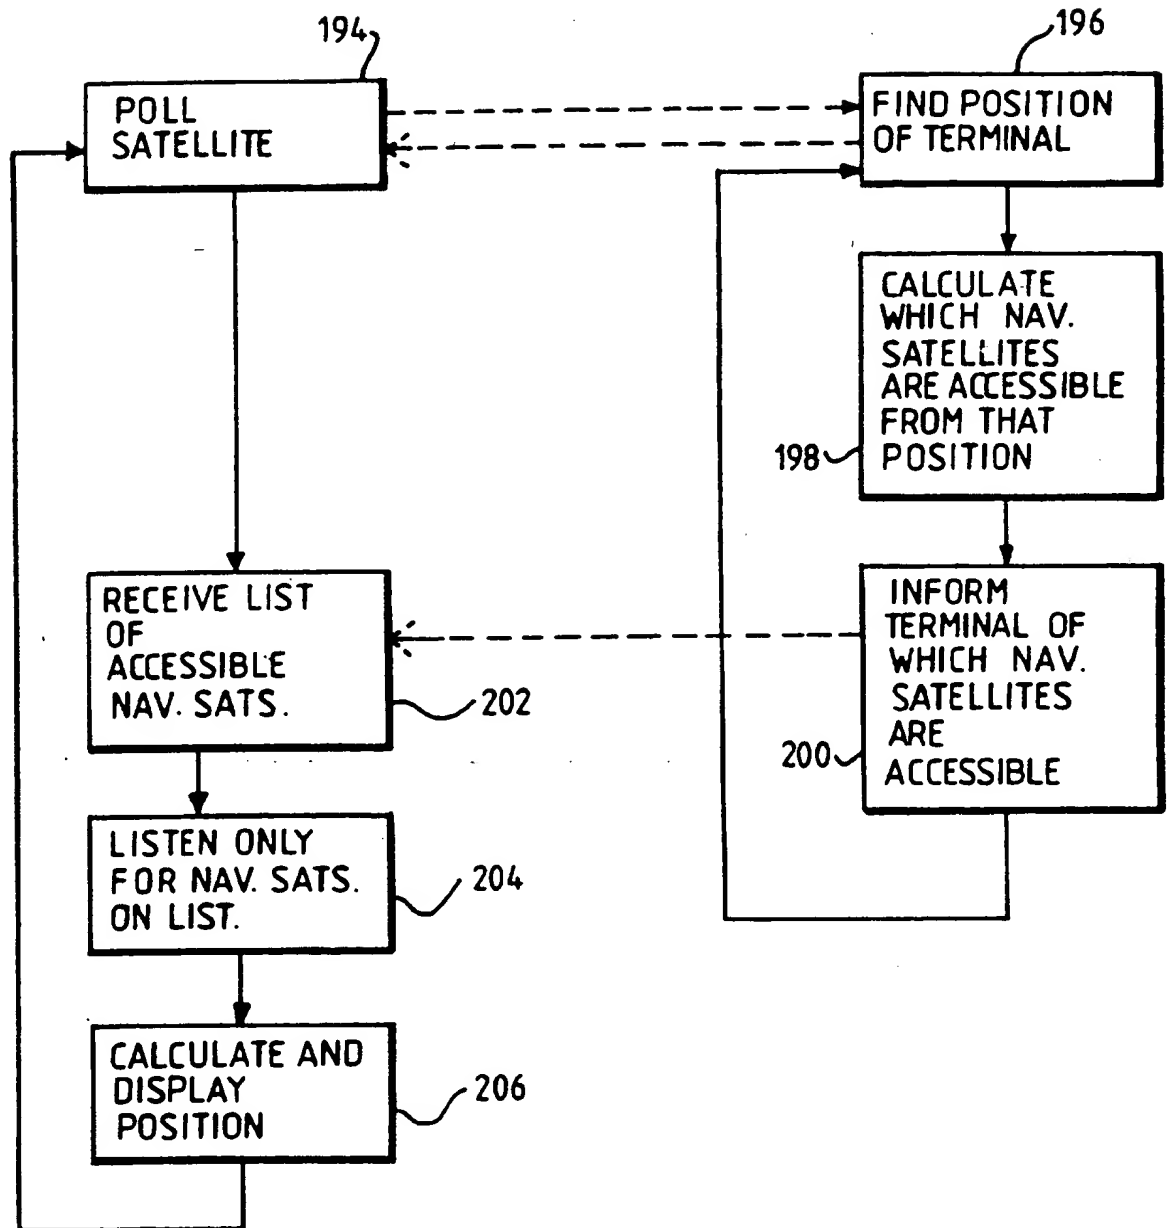 194
POLL
SATELLITE
196
FIND POSITION
OF TERMINAL
CALCULATE
WHICH NAV.
SATELLITES
ARE ACCESSIBLE
FROM THAT
POSITION
198
RECEIVE LIST
OF
ACCESSIBLE
NAV. SATS.
202
INFORM
TERMINAL OF
WHICH NAV.
SATELLITES
ARE
ACCESSIBLE
200
LISTEN ONLY
FOR NAV. SATS.
ON LIST.
204
CALCULATE AND
DISPLAY
POSITION
206